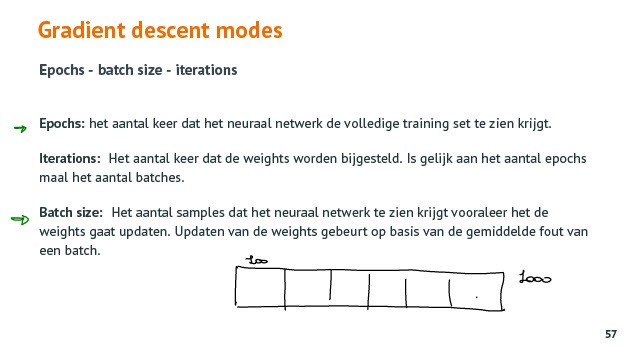 Gradient descent modes
Epochs - batch size - iterations
Epochs: het aantal keer dat het neuraal netwerk de volledige training set te zien krijgt.
Iterations: Het aantal keer dat de weights worden bijgesteld. Is gelijk aan het aantal epochs
maal het aantal batches.
Batch size: Het aantal samples dat het neuraal netwerk te zien krijgt vooraleer het de
weights gaat updaten. Updaten van de weights gebeurt op basis van de gemiddelde fout van
een batch.
100
1000
57